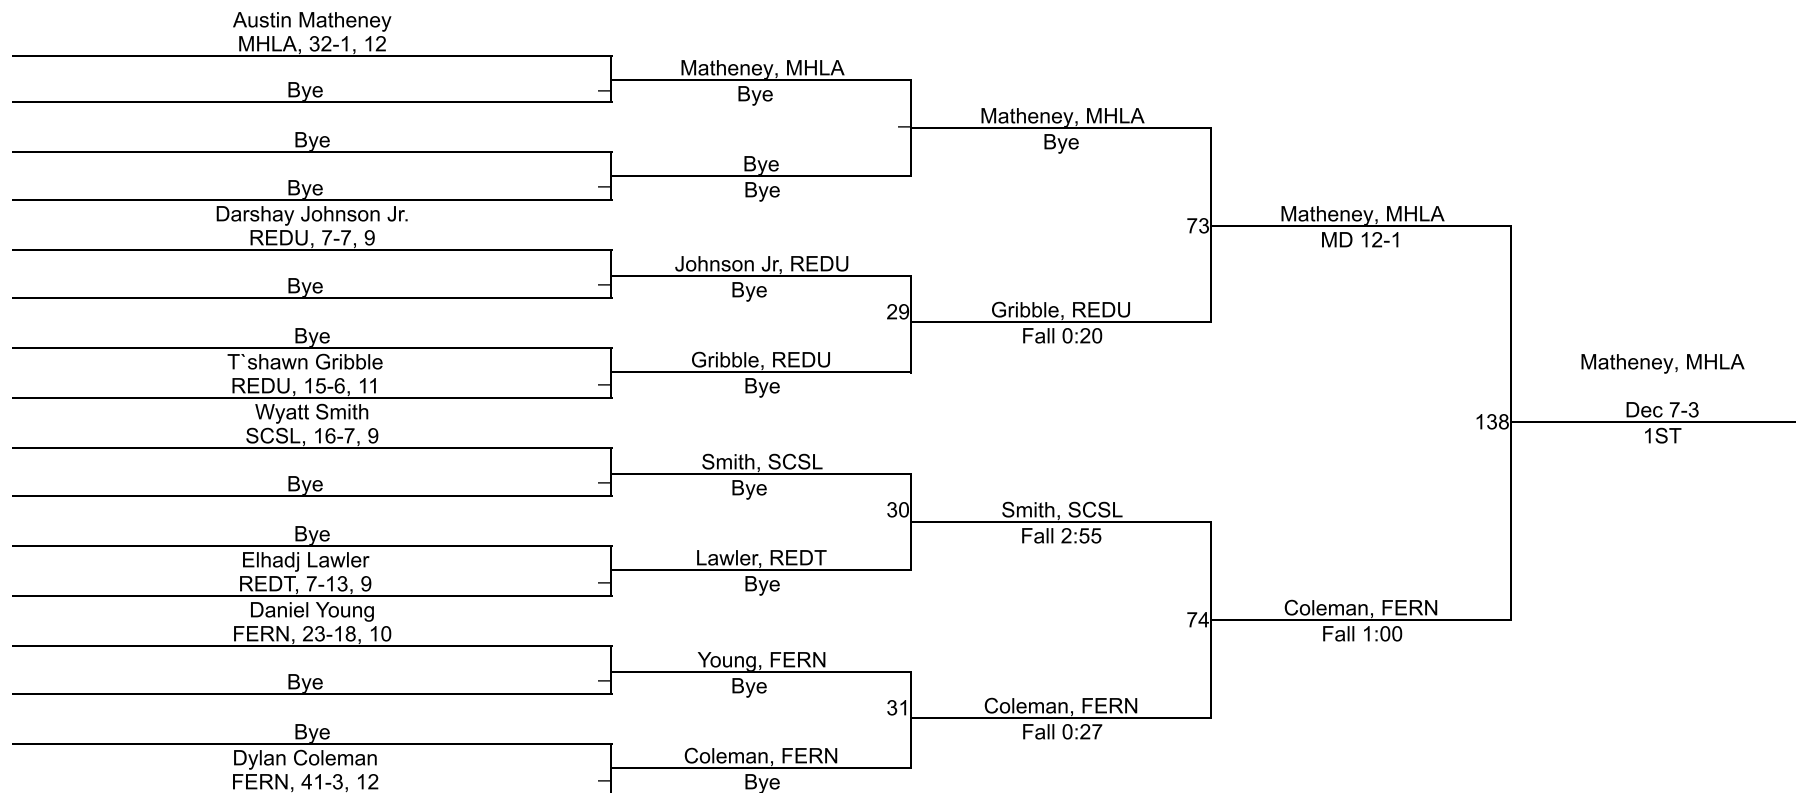 Austin Matheney
MHLA, 32-1, 12
Bye
Bye
Bye
Darshay Johnson Jr.
REDU, 7-7, 9
Bye
Bye
T`shawn Gribble
REDU, 15-6, 11
Wyatt Smith
SCSL, 16-7, 9
Bye
Bye
Elhadj Lawler
REDT, 7-13, 9
Daniel Young
FERN, 23-18, 10
Bye
Bye
Dylan Coleman
FERN, 41-3, 12
Matheney, MHLA
Bye
Bye
Bye
Johnson Jr, REDU
Bye
29
Gribble, REDU
Bye
Smith, SCSL
Bye
30
Lawler, REDT
Bye
Young, FERN
Bye
31
Coleman, FERN
Bye
Matheney, MHLA
Bye
73
Gribble, REDU
Fall 0:20
Smith, SCSL
Fall 2:55
74
Coleman, FERN
Fall 0:27
Matheney, MHLA
MD 12-1
138
Coleman, FERN
Fall 1:00
Matheney, MHLA
Dec 7-3
1ST